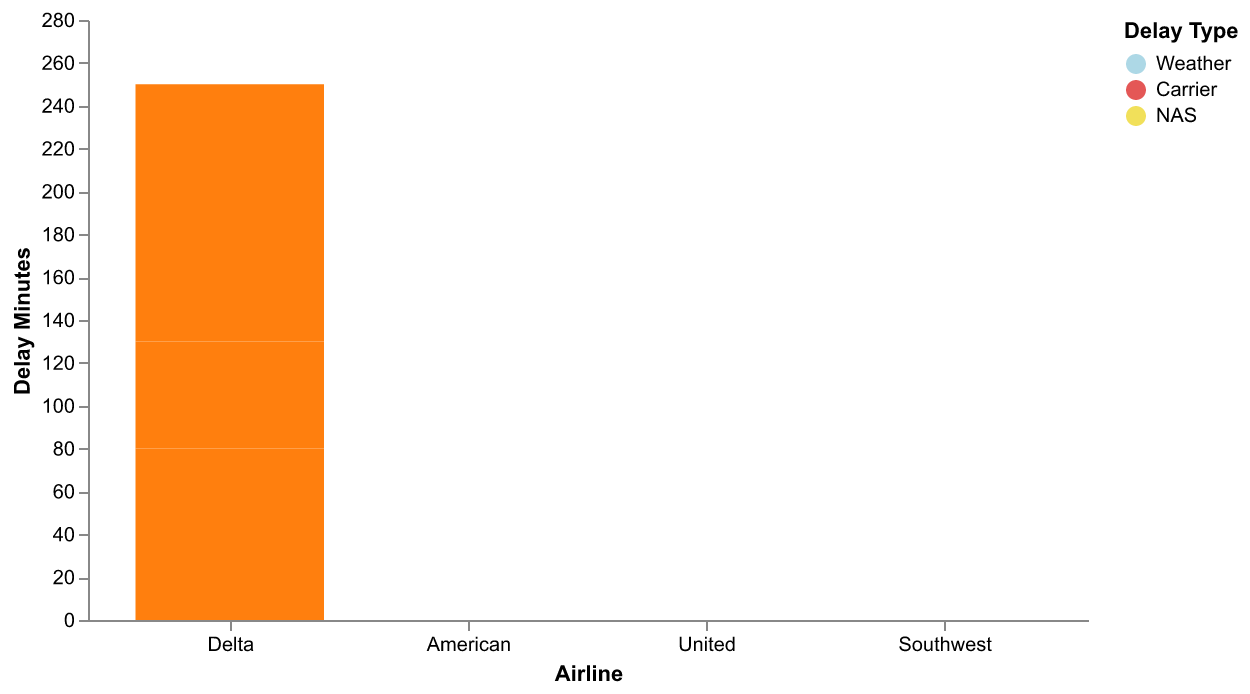 280
260
240
220
200
180
160
140
120
100
80
60
40
20
0
Delay Minutes
Delta
American
United
Southwest
Airline
Delay Type
Weather
Carrier
NAS